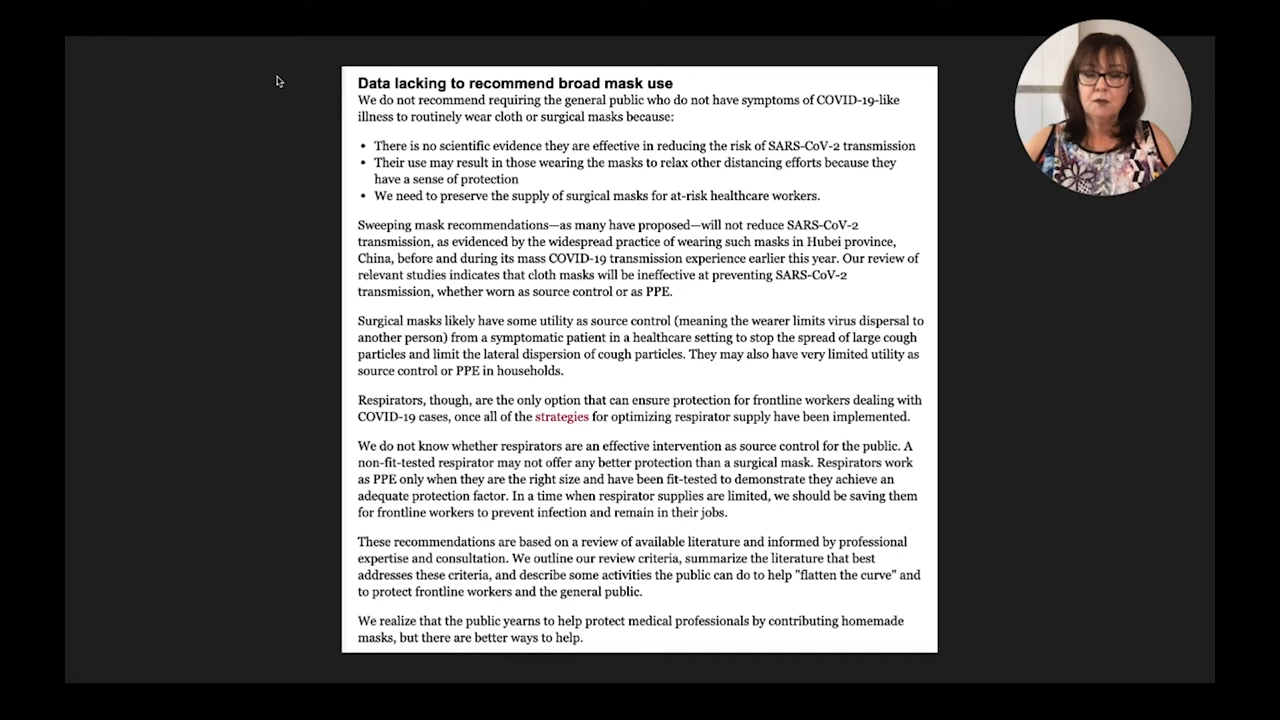 Data lacking to recommend broad mask use
We do not recommend requiring the general public who do not have symptoms of COVID-19-like
illness to routinely wear cloth or surgical masks because:
• There is no scientific evidence they are effective in reducing the risk of SARS-CoV-2 transmission
• Their use may result in those wearing the masks to relax other distancing efforts because they
have a sense of protection
• We need to preserve the supply of surgical masks for at-risk healthcare workers.
Sweeping mask recommendations—as many have proposed—will not reduce SARS-CoV-2
transmission, as evidenced by the widespread practice of wearing such masks in Hubei province,
China, before and during its mass COVID-19 transmission experience earlier this year. Our review of
relevant studies indicates that cloth masks will be ineffective at preventing SARS-CoV-2
transmission, whether worn as source control or as PPE.
Surgical masks likely have some utility as source control (meaning the wearer limits virus dispersal to
another person) from a symptomatic patient in a healthcare setting to stop the spread of large cough
particles and limit the lateral dispersion of cough particles. They may also have very limited utility as
source control or PPE in households.
Respirators, though, are the only option that can ensure protection for frontline workers dealing with
COVID-19 cases, once all of the strategies for optimizing respirator supply have been implemented.
We do not know whether respirators are an effective intervention as source control for the public. A
non-fit-tested respirator may not offer any better protection than a surgical mask. Respirators work
as PPE only when they are the right size and have been fit-tested to demonstrate they achieve an
adequate protection factor. In a time when respirator supplies are limited, we should be saving them
for frontline workers to prevent infection and remain in their jobs.
These recommendations are based on a review of available literature and informed by professional
expertise and consultation. We outline our review criteria, summarize the literature that best
addresses these criteria, and describe some activities the public can do to help "flatten the curve" and
to protect frontline workers and the general public.
We realize that the public yearns to help protect medical professionals by contributing homemade
masks, but there are better ways to help.